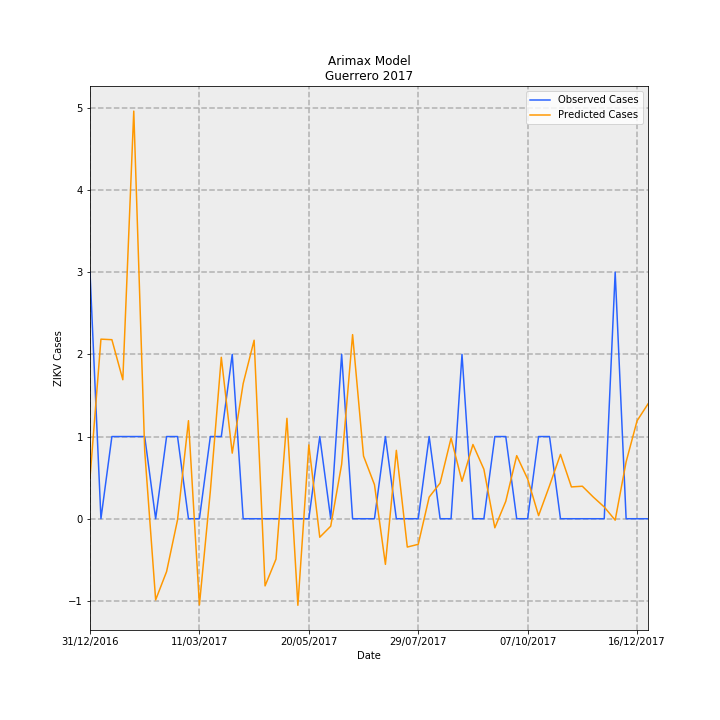 Arimax Model
Guerrero 2017
Observed Cases
Predicted Cases
ZIKV Cases
5
4
3
2
1
0
−1
31/12/2016 11/03/2017 20/05/2017 29/07/2017 07/10/2017 16/12/2017
Date